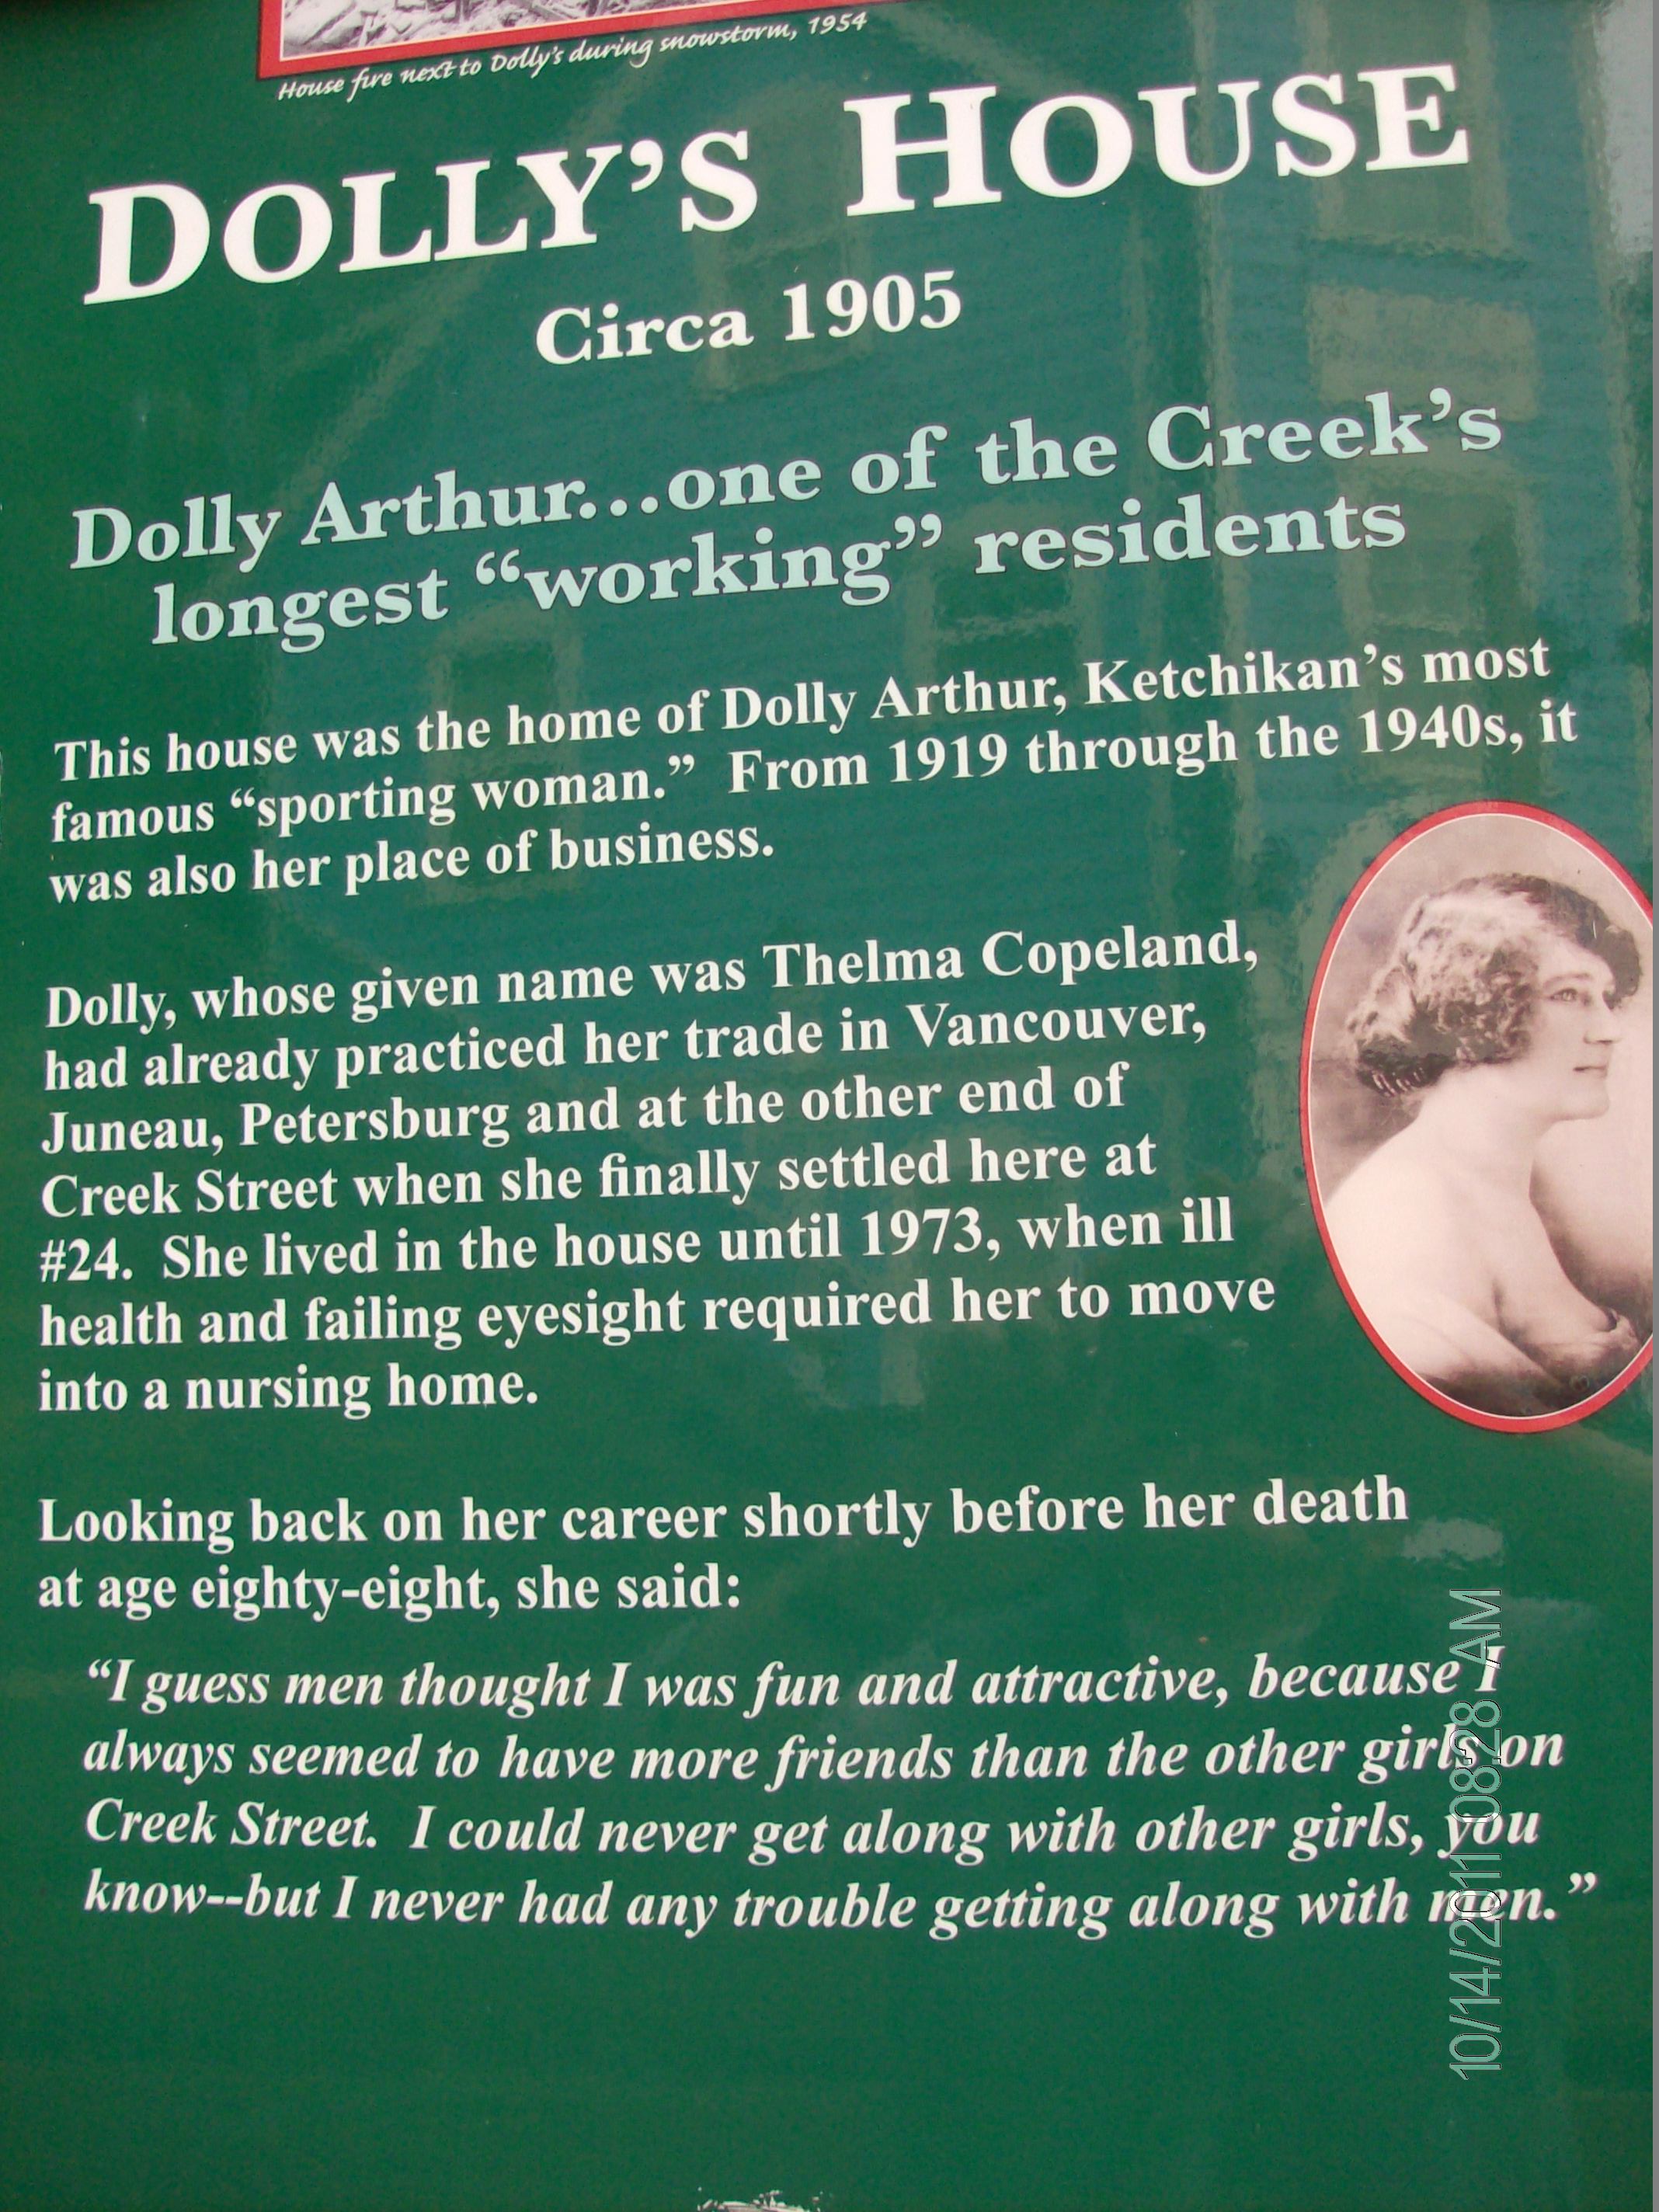 House fire next to Dolly's during snowstorm, 1954
DOLLY'S HOUSE
Circa 1905
Dolly Arthur...one of the Creek's
longest “working” residents
This house was the home of Dolly Arthur, Ketchikan's most
famous “sporting woman.” From 1919 through the 1940s, it
was also her place of business.
Dolly, whose given name was Thelma Copeland,
had already practiced her trade in Vancouver,
Juneau, Petersburg and at the other end of
Creek Street when she finally settled here at
#24. She lived in the house until 1973, when ill
health and failing eyesight required her to move
into a nursing home.
Looking back on her career shortly before her death
at age eighty-eight, she said:
“I guess men thought I was fun and attractive, because I
always seemed to have more friends than the other girls on
Creek Street. I could never get along with other girls, you
know--but I never had any trouble getting along with men.”
10/14/2011 08:28 AM